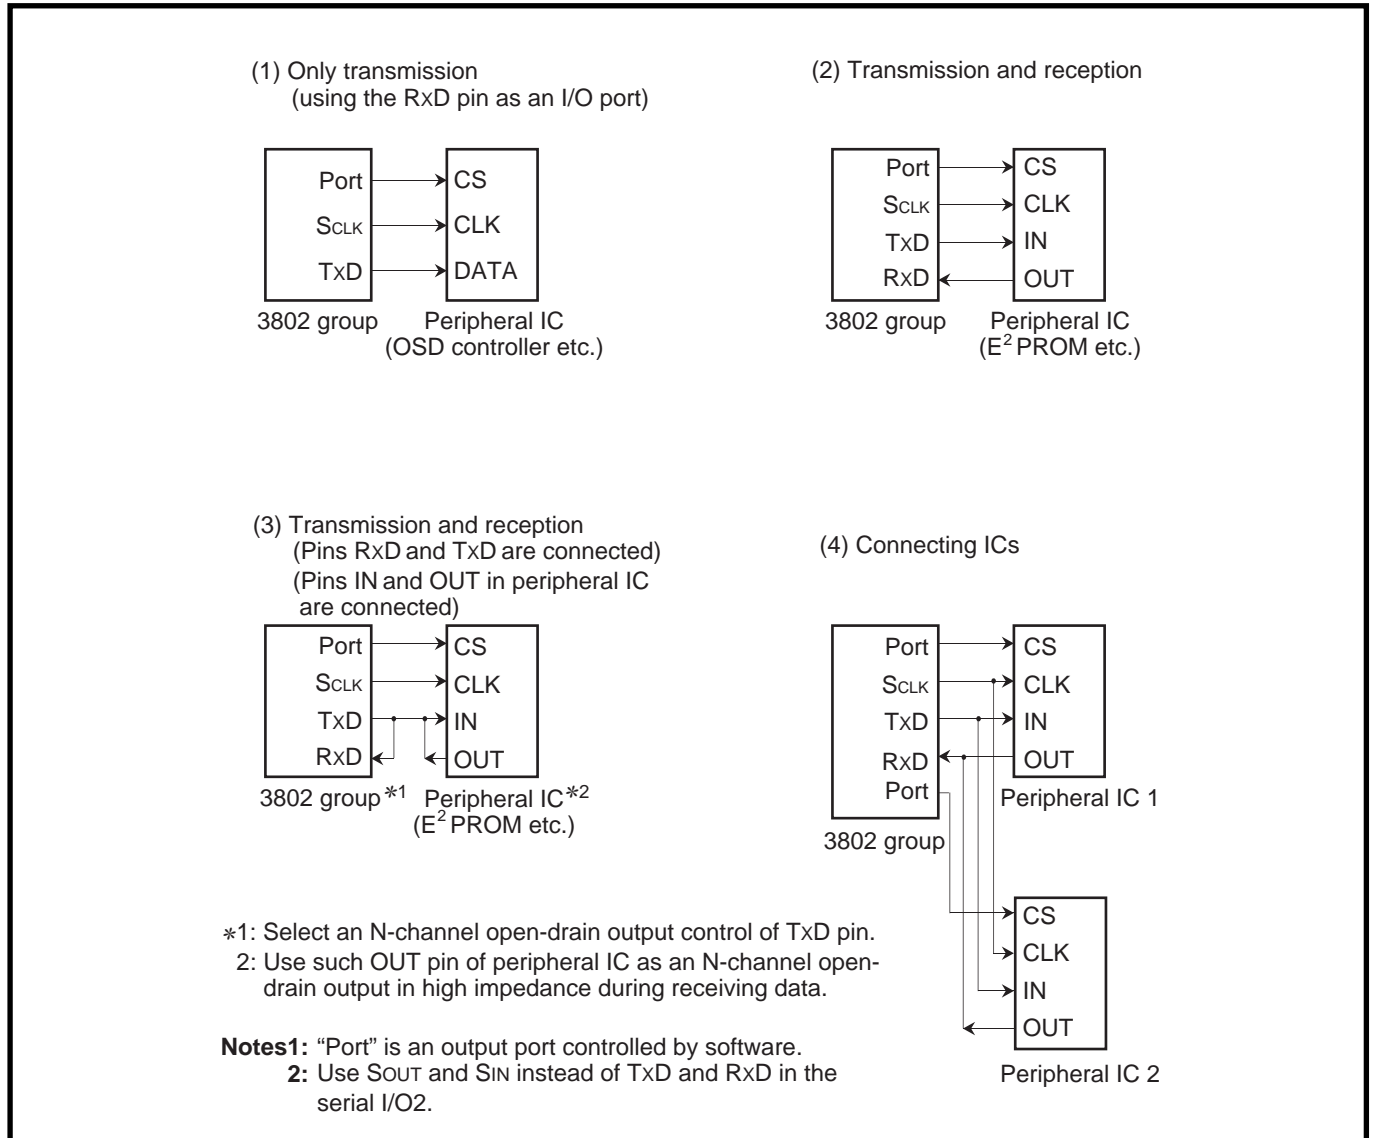 (1) Only transmission
(using the RxD pin as an I/O port)
Port
SCLK
TxD
CS
CLK
DATA
3802 group
Peripheral IC
(OSD controller etc.)
(2) Transmission and reception
Port
SCLK
TxD
RxD
CS
CLK
IN
OUT
3802 group
Peripheral IC
(E² PROM etc.)
(3) Transmission and reception
(Pins RxD and TxD are connected)
(Pins IN and OUT in peripheral IC
are connected)
Port
SCLK
TxD
RxD
CS
CLK
IN
OUT
3802 group *1
Peripheral IC *2
(E² PROM etc.)
(4) Connecting ICs
Port
SCLK
TxD
RxD
Port
CS
CLK
IN
OUT
Peripheral IC 1
3802 group
CS
CLK
IN
OUT
Peripheral IC 2
*1: Select an N-channel open-drain output control of TxD pin.
2: Use such OUT pin of peripheral IC as an N-channel open-
drain output in high impedance during receiving data.
Notes1: “Port” is an output port controlled by software.
2: Use SOUT and SIN instead of TxD and RxD in the
serial I/O2.